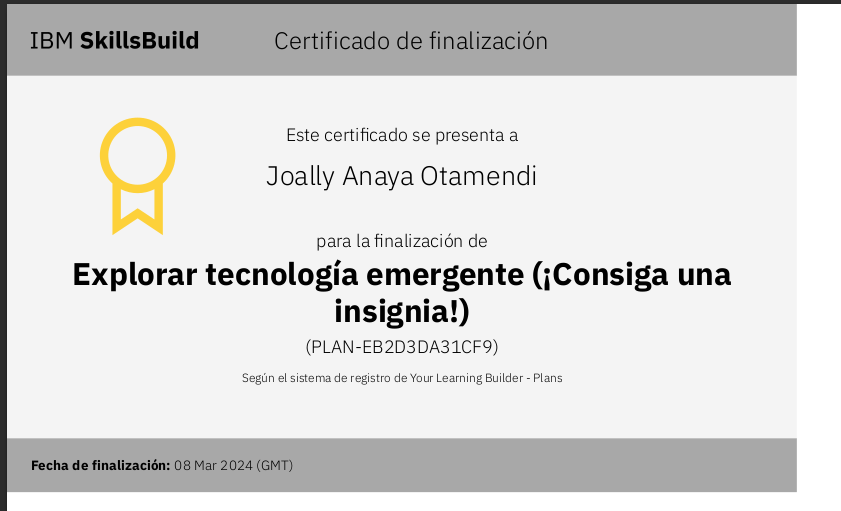 IBM SkillsBuild
Certificado de finalización
Este certificado se presenta a
Joally Anaya Otamendi
para la finalización de
Explorar tecnología emergente (¡Consiga una
insignia!)
(PLAN-EB2D3DA31CF9)
Según el sistema de registro de Your Learning Builder - Plans
Fecha de finalización: 08 Mar 2024 (GMT)